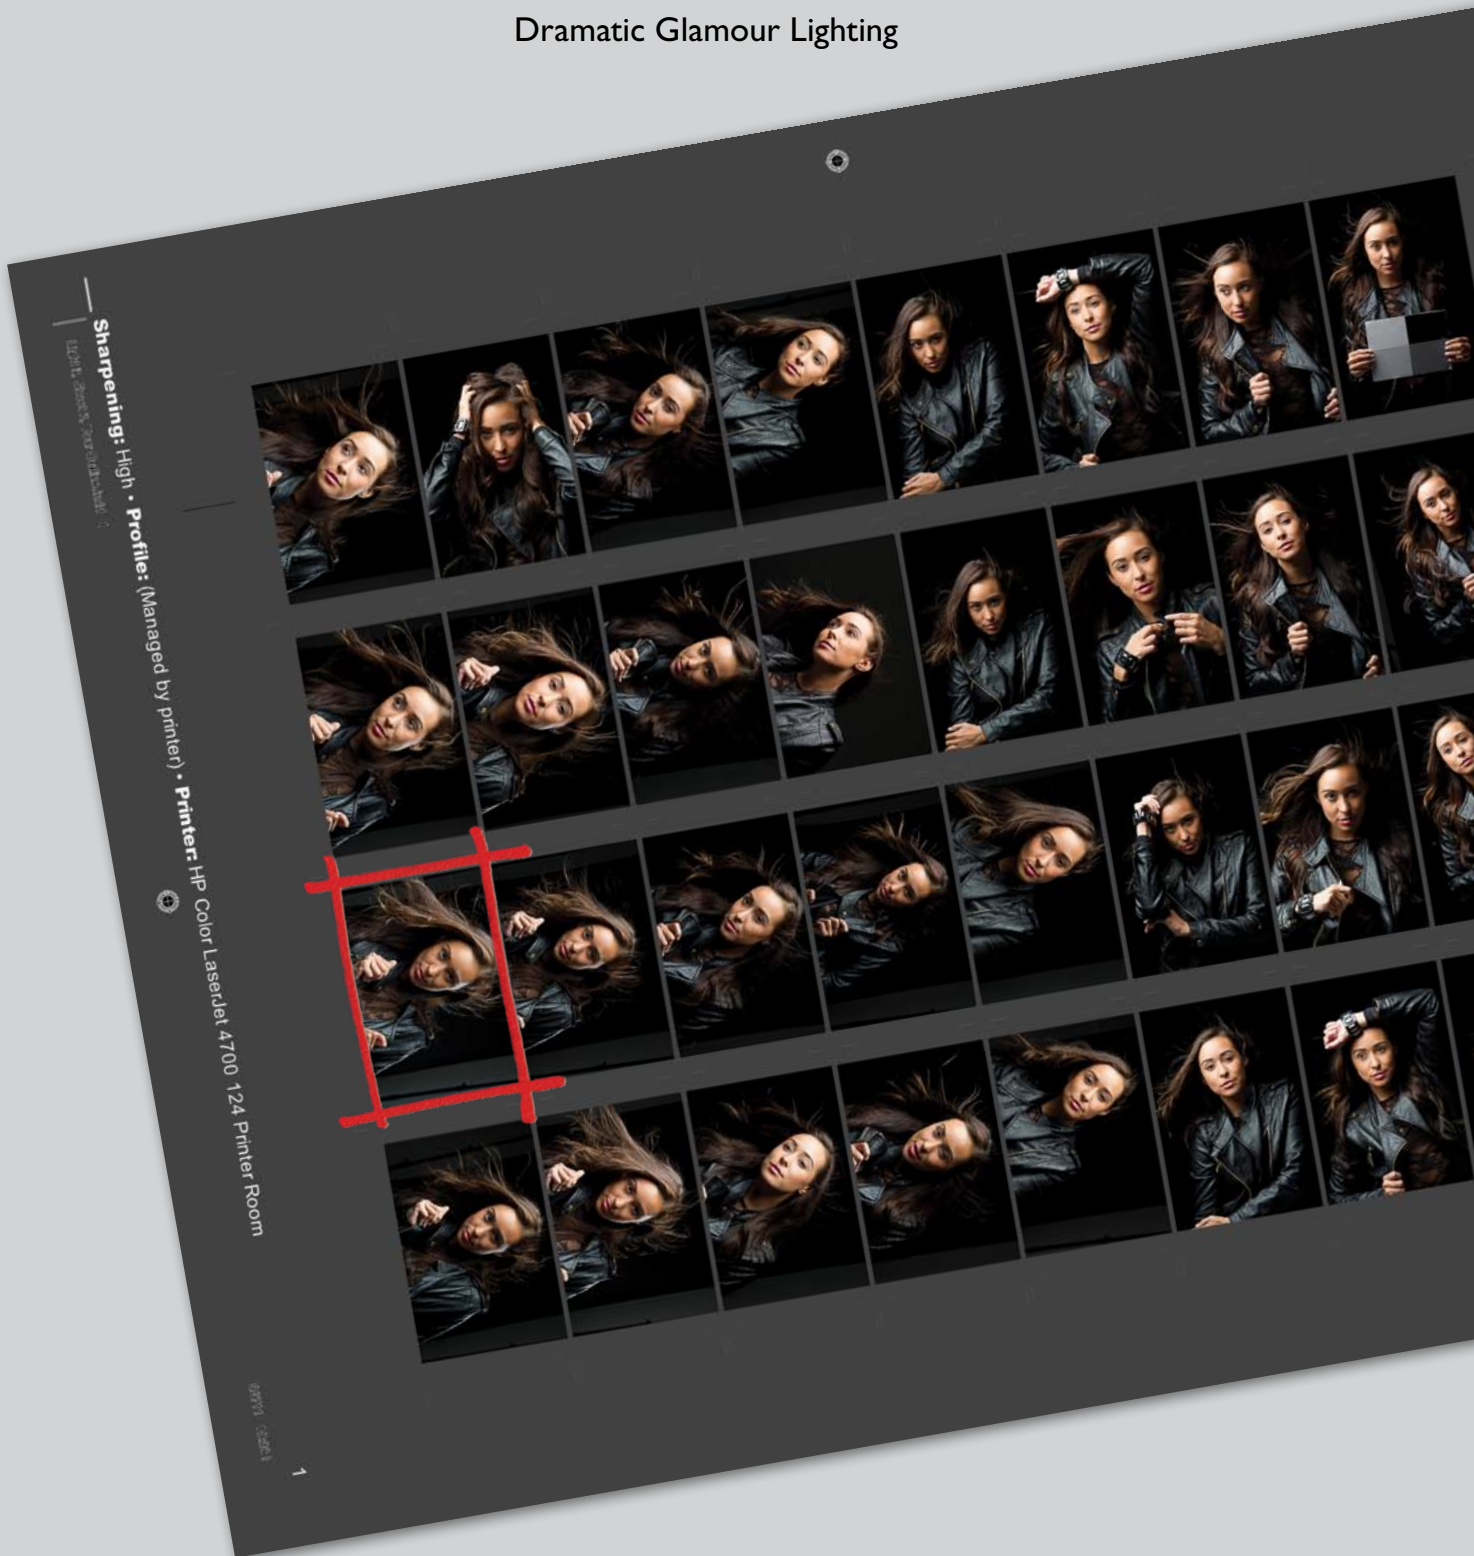 Dramatic Glamour Lighting
Sharpening: High • Profile: (Managed by printer) • Printer: HP Color LaserJet 4700 124 Printer Room
1